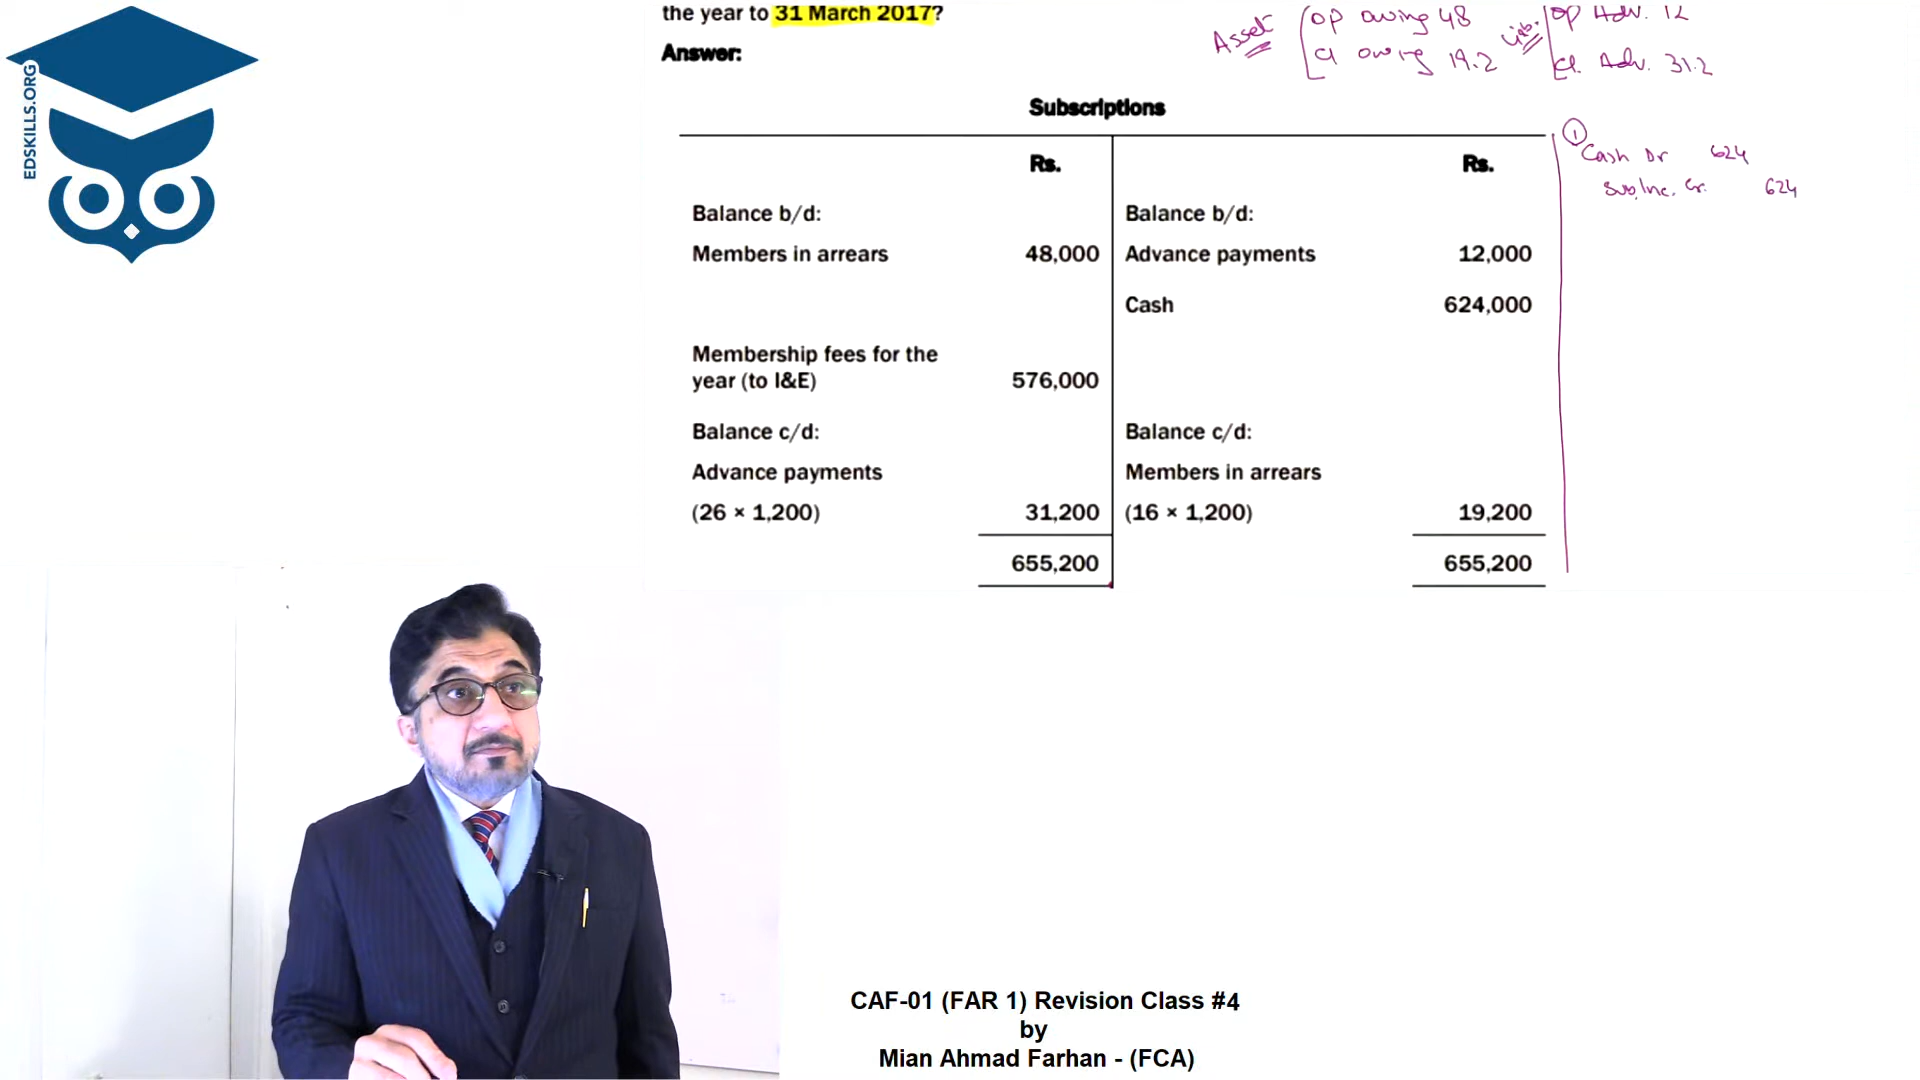 EDSKILLS.ORG
the year to 31 March 2017?
Answer:
Asset
op owing 48
cl owing 19.2
Lib.
op Adv. 12
cl. Adv. 31.2
Subscriptions
Rs. Rs.
Balance b/d: Balance b/d:
Members in arrears 48,000 Advance payments 12,000
Cash 624,000
Membership fees for the
year (to I&E) 576,000
Balance c/d: Balance c/d:
Advance payments Members in arrears
(26 × 1,200) 31,200 (16 × 1,200) 19,200
655,200 655,200
1
Cash Dr 624
Sub. Inc. Cr. 624
CAF-01 (FAR 1) Revision Class #4
by
Mian Ahmad Farhan - (FCA)